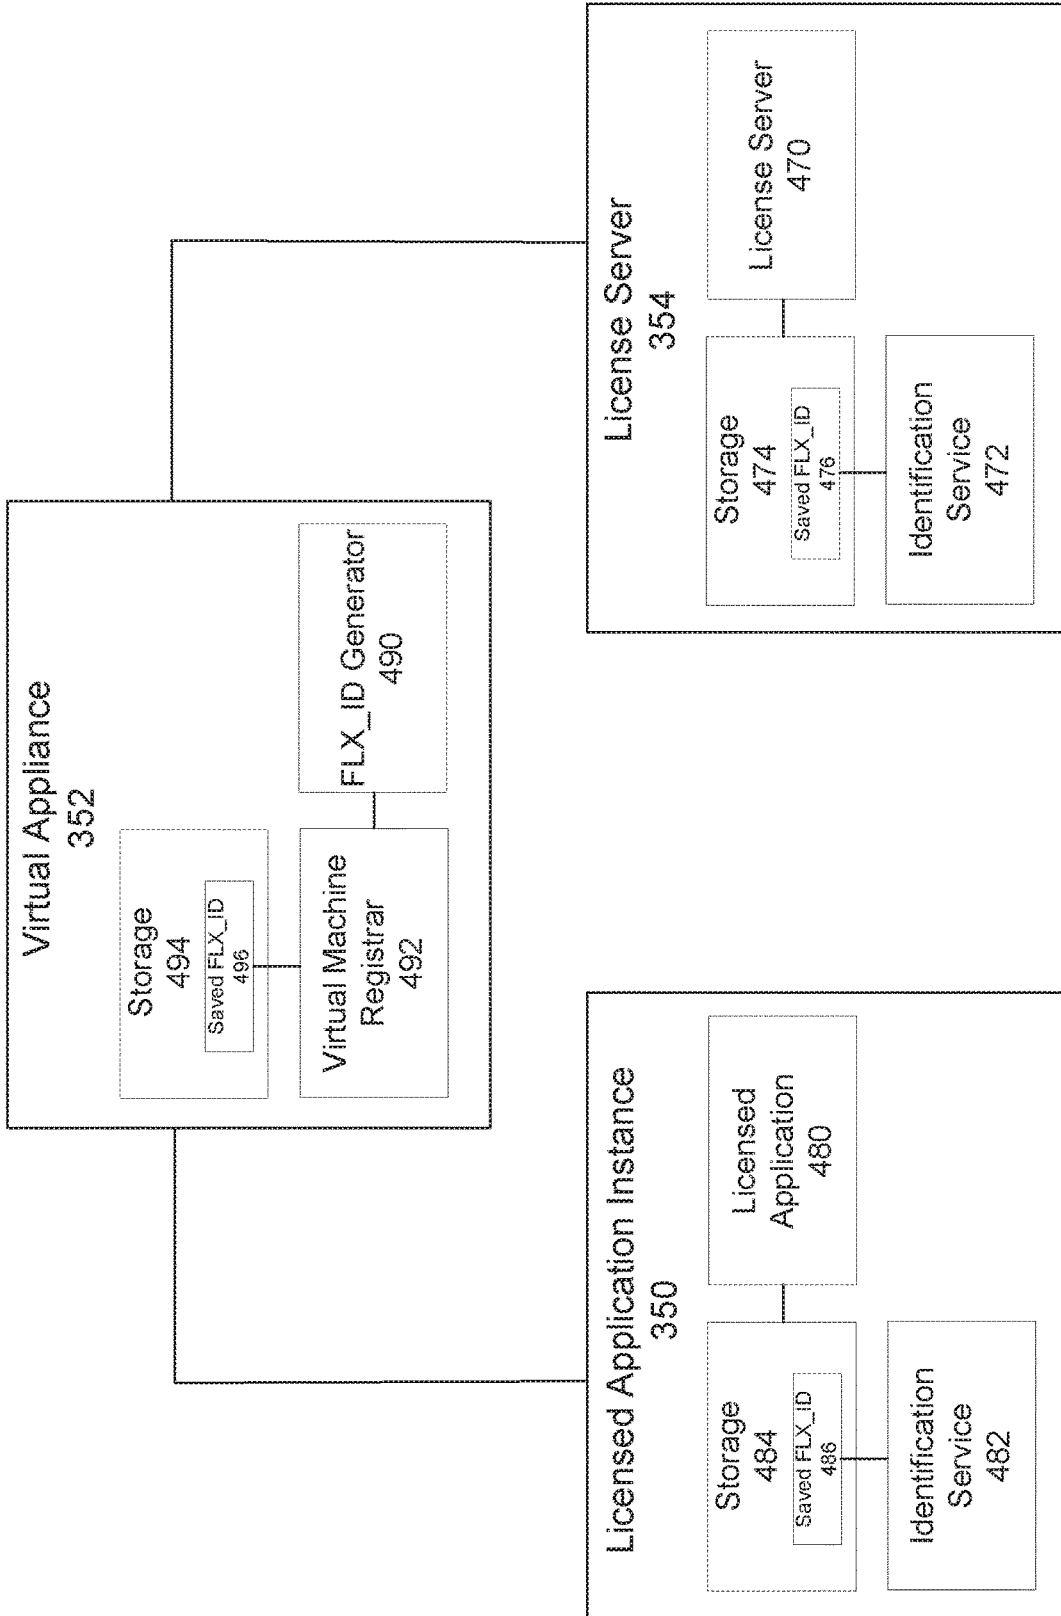 Virtual Appliance
352
Storage
494
Saved FLX_ID
496
Virtual Machine
Registrar
492
FLX_ID Generator
490
Licensed Application Instance
350
Storage
484
Saved FLX_ID
486
Identification
Service
482
Licensed
Application
480
License Server
354
Storage
474
Saved FLX_ID
476
Identification
Service
472
License Server
470